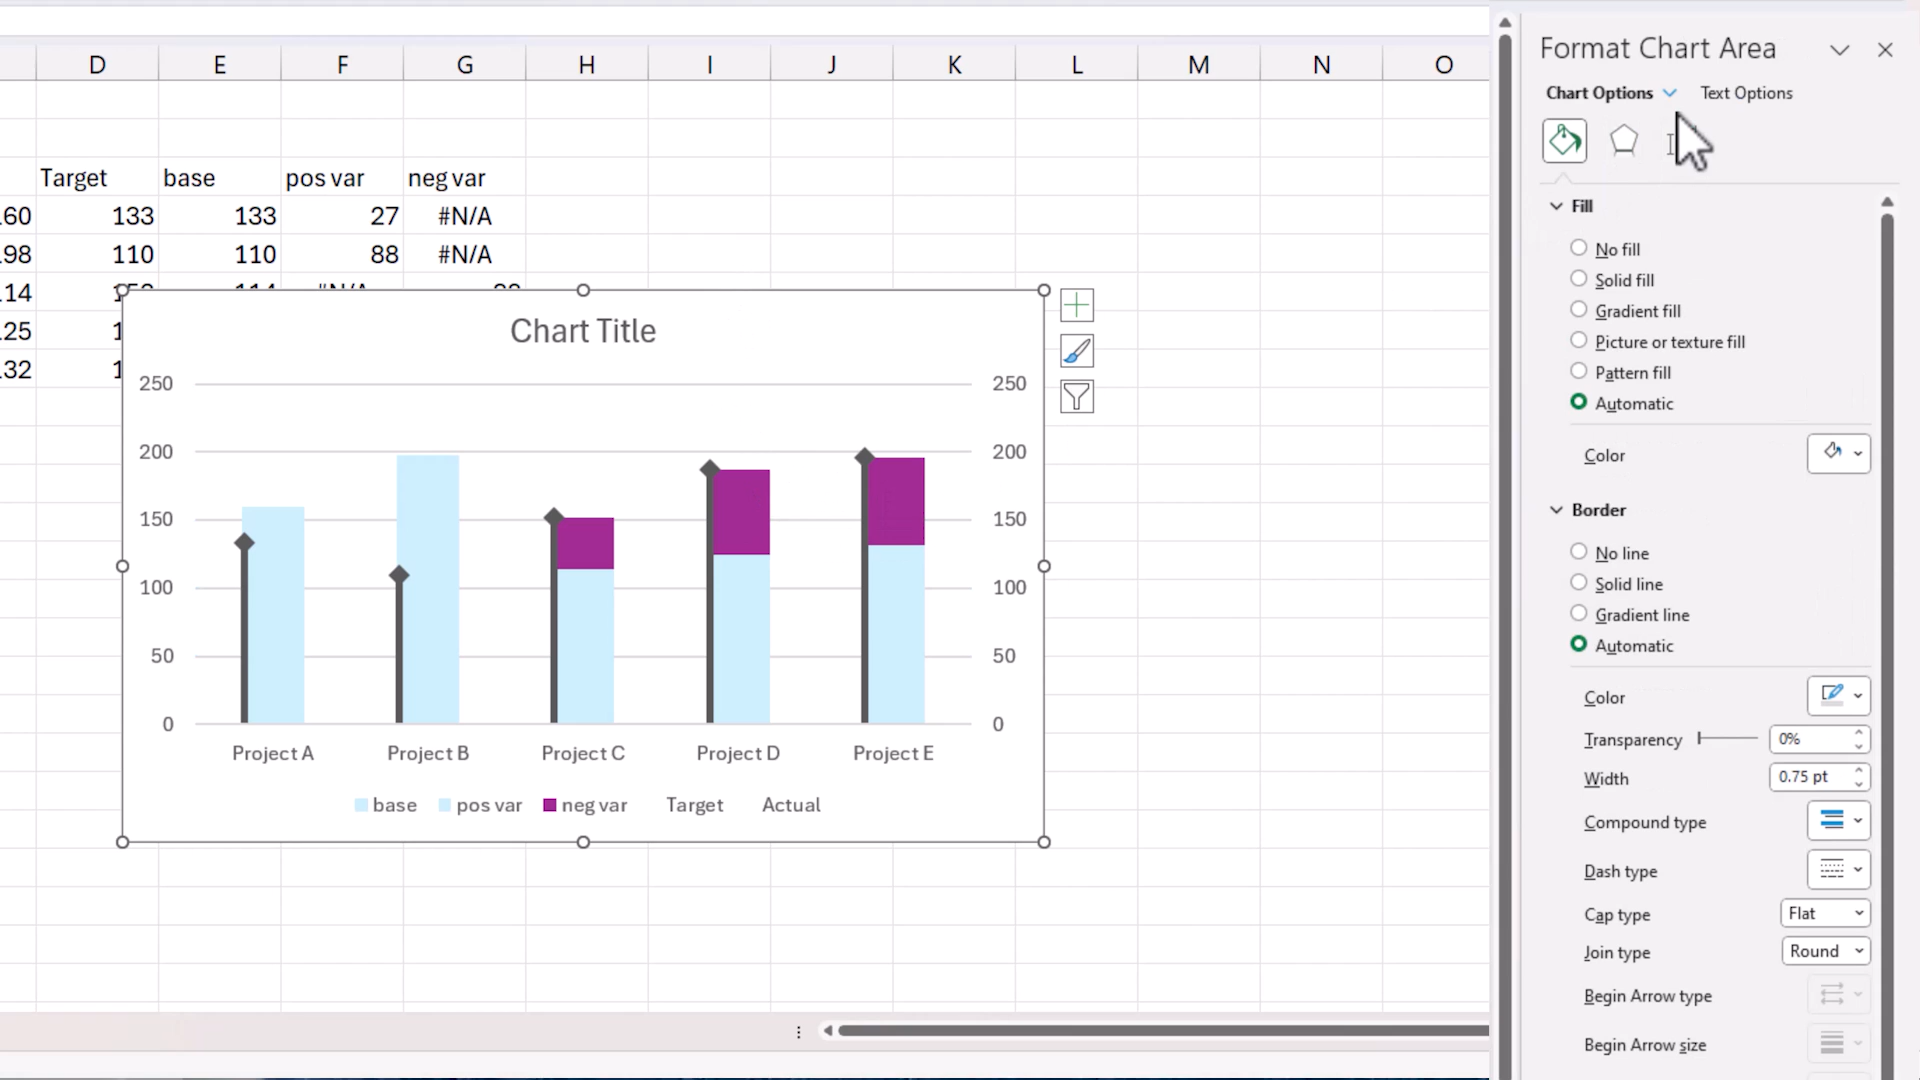 Format Chart Area
D E F G H I J K L M N O
Chart Options Text Options
Target base pos var neg var
160 133 133 27 #N/A
198 110 110 88 #N/A
Fill
No fill
Solid fill
Gradient fill
Picture or texture fill
Pattern fill
Automatic
Color
Border
No line
Solid line
Gradient line
Automatic
Color
Transparency 0%
Width 0.75 pt
Compound type
Dash type
Cap type Flat
Join type Round
Begin Arrow type
Begin Arrow size
14
25 1
32 1
Chart Title
250 250
200 200
150 150
100 100
50 50
0 0
Project A Project B Project C Project D Project E
base pos var neg var Target Actual